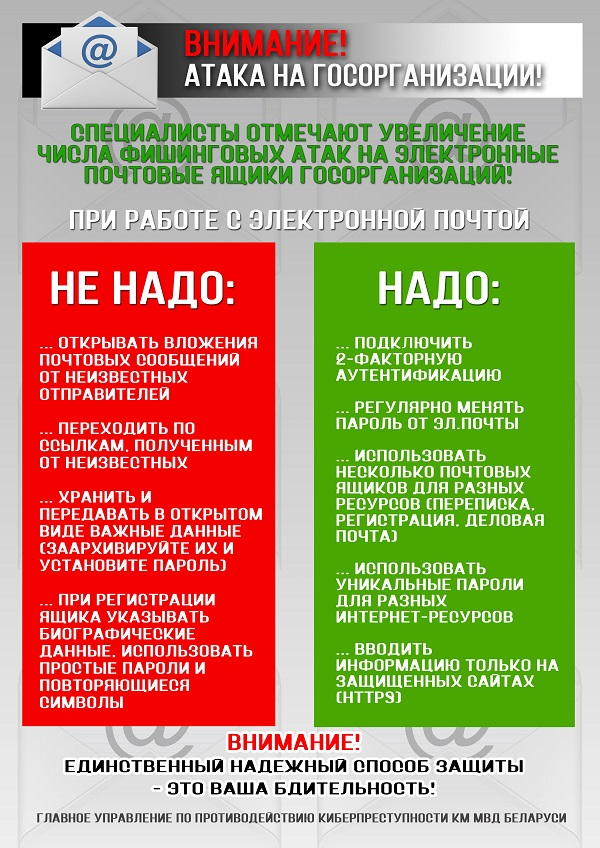 @
ВНИМАНИЕ!
АТАКА НА ГОСОРГАНИЗАЦИИ!
СПЕЦИАЛИСТЫ ОТМЕЧАЮТ УВЕЛИЧЕНИЕ
ЧИСЛА ФИШИНГОВЫХ АТАК НА ЭЛЕКТРОННЫЕ
ПОЧТОВЫЕ ЯЩИКИ ГОСОРГАНИЗАЦИЙ!
ПРИ РАБОТЕ С ЭЛЕКТРОННОЙ ПОЧТОЙ
НЕ НАДО:
... ОТКРЫВАТЬ ВЛОЖЕНИЯ
ПОЧТОВЫХ СООБЩЕНИЙ
ОТ НЕИЗВЕСТНЫХ
ОТПРАВИТЕЛЕЙ
... ПЕРЕХОДИТЬ ПО
ССЫЛКАМ, ПОЛУЧЕННЫМ
ОТ НЕИЗВЕСТНЫХ
... ХРАНИТЬ И
ПЕРЕДАВАТЬ В ОТКРЫТОМ
ВИДЕ ВАЖНЫЕ ДАННЫЕ
(ЗААРХИВИРУЙТЕ ИХ И
УСТАНОВИТЕ ПАРОЛЬ)
... ПРИ РЕГИСТРАЦИИ
ЯЩИКА УКАЗЫВАТЬ
БИОГРАФИЧЕСКИЕ
ДАННЫЕ, ИСПОЛЬЗОВАТЬ
ПРОСТЫЕ ПАРОЛИ И
ПОВТОРЯЮЩИЕСЯ
СИМВОЛЫ
НАДО:
... ПОДКЛЮЧИТЬ
2-ФАКТОРНУЮ
АУТЕНТИФИКАЦИЮ
... РЕГУЛЯРНО МЕНЯТЬ
ПАРОЛЬ ОТ ЭЛ.ПОЧТЫ
... ИСПОЛЬЗОВАТЬ
НЕСКОЛЬКО ПОЧТОВЫХ
ЯЩИКОВ ДЛЯ РАЗНЫХ
РЕСУРСОВ (ПЕРЕПИСКА,
РЕГИСТРАЦИЯ, ДЕЛОВАЯ
ПОЧТА)
... ИСПОЛЬЗОВАТЬ
УНИКАЛЬНЫЕ ПАРОЛИ
ДЛЯ РАЗНЫХ
ИНТЕРНЕТ-РЕСУРСОВ
... ВВОДИТЬ
ИНФОРМАЦИЮ ТОЛЬКО НА
ЗАЩИЩЕННЫХ САЙТАХ
(HTTPS)
ВНИМАНИЕ!
ЕДИНСТВЕННЫЙ НАДЕЖНЫЙ СПОСОБ ЗАЩИТЫ
- ЭТО ВАША БДИТЕЛЬНОСТЬ!
ГЛАВНОЕ УПРАВЛЕНИЕ ПО ПРОТИВОДЕЙСТВИЮ КИБЕРПРЕСТУПНОСТИ КМ МВД БЕЛАРУСИ